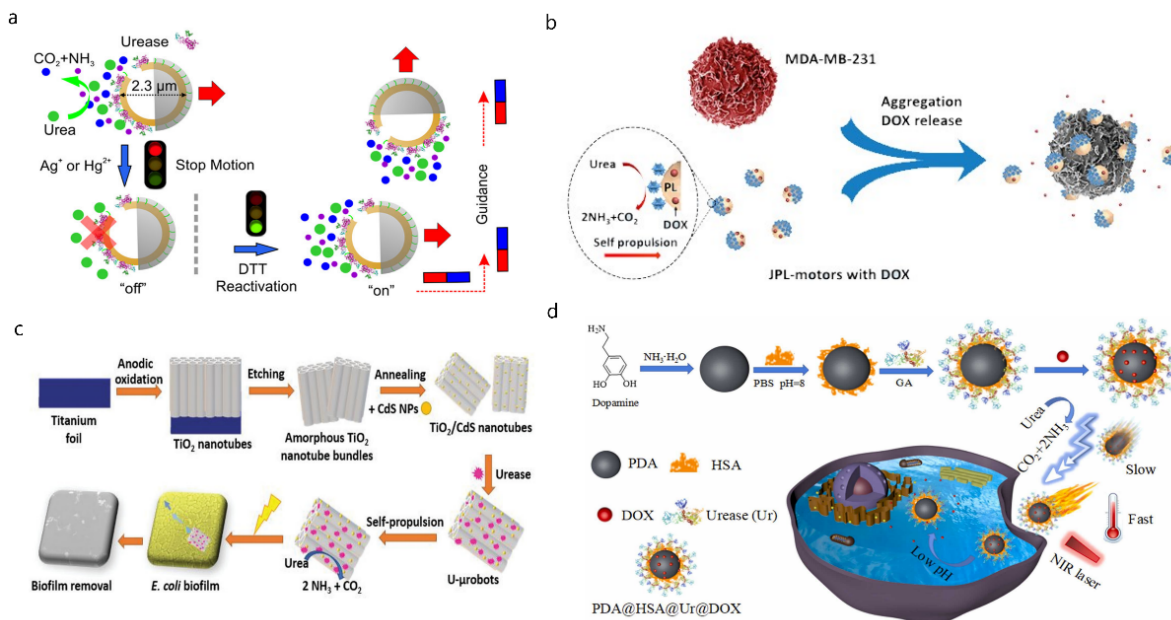 a
Urease
CO2+NH3
2.3 μm
Urea
Ag+ or Hg2+
Stop Motion
DTT
Reactivation
"off"
"on"
Guidance
b
MDA-MB-231
Aggregation
DOX release
Urea
PL
2NH3+CO2
DOX
Self propulsion
JPL-motors with DOX
c
Anodic
oxidation
Etching
Annealing
+ CdS NPs
Titanium
foil
TiO2 nanotubes
Amorphous TiO2
nanotube bundles
TiO2/CdS nanotubes
Urease
Self-propulsion
Urea
2 NH3 + CO2
U-μrobots
E. coli biofilm
Biofilm removal
d
H2N
HO
OH
Dopamine
NH3·H2O
PBS pH=8
GA
Urea
CO2+2NH3
Slow
Fast
NIR laser
Low pH
PDA
HSA
DOX
Urease (Ur)
PDA@HSA@Ur@DOX